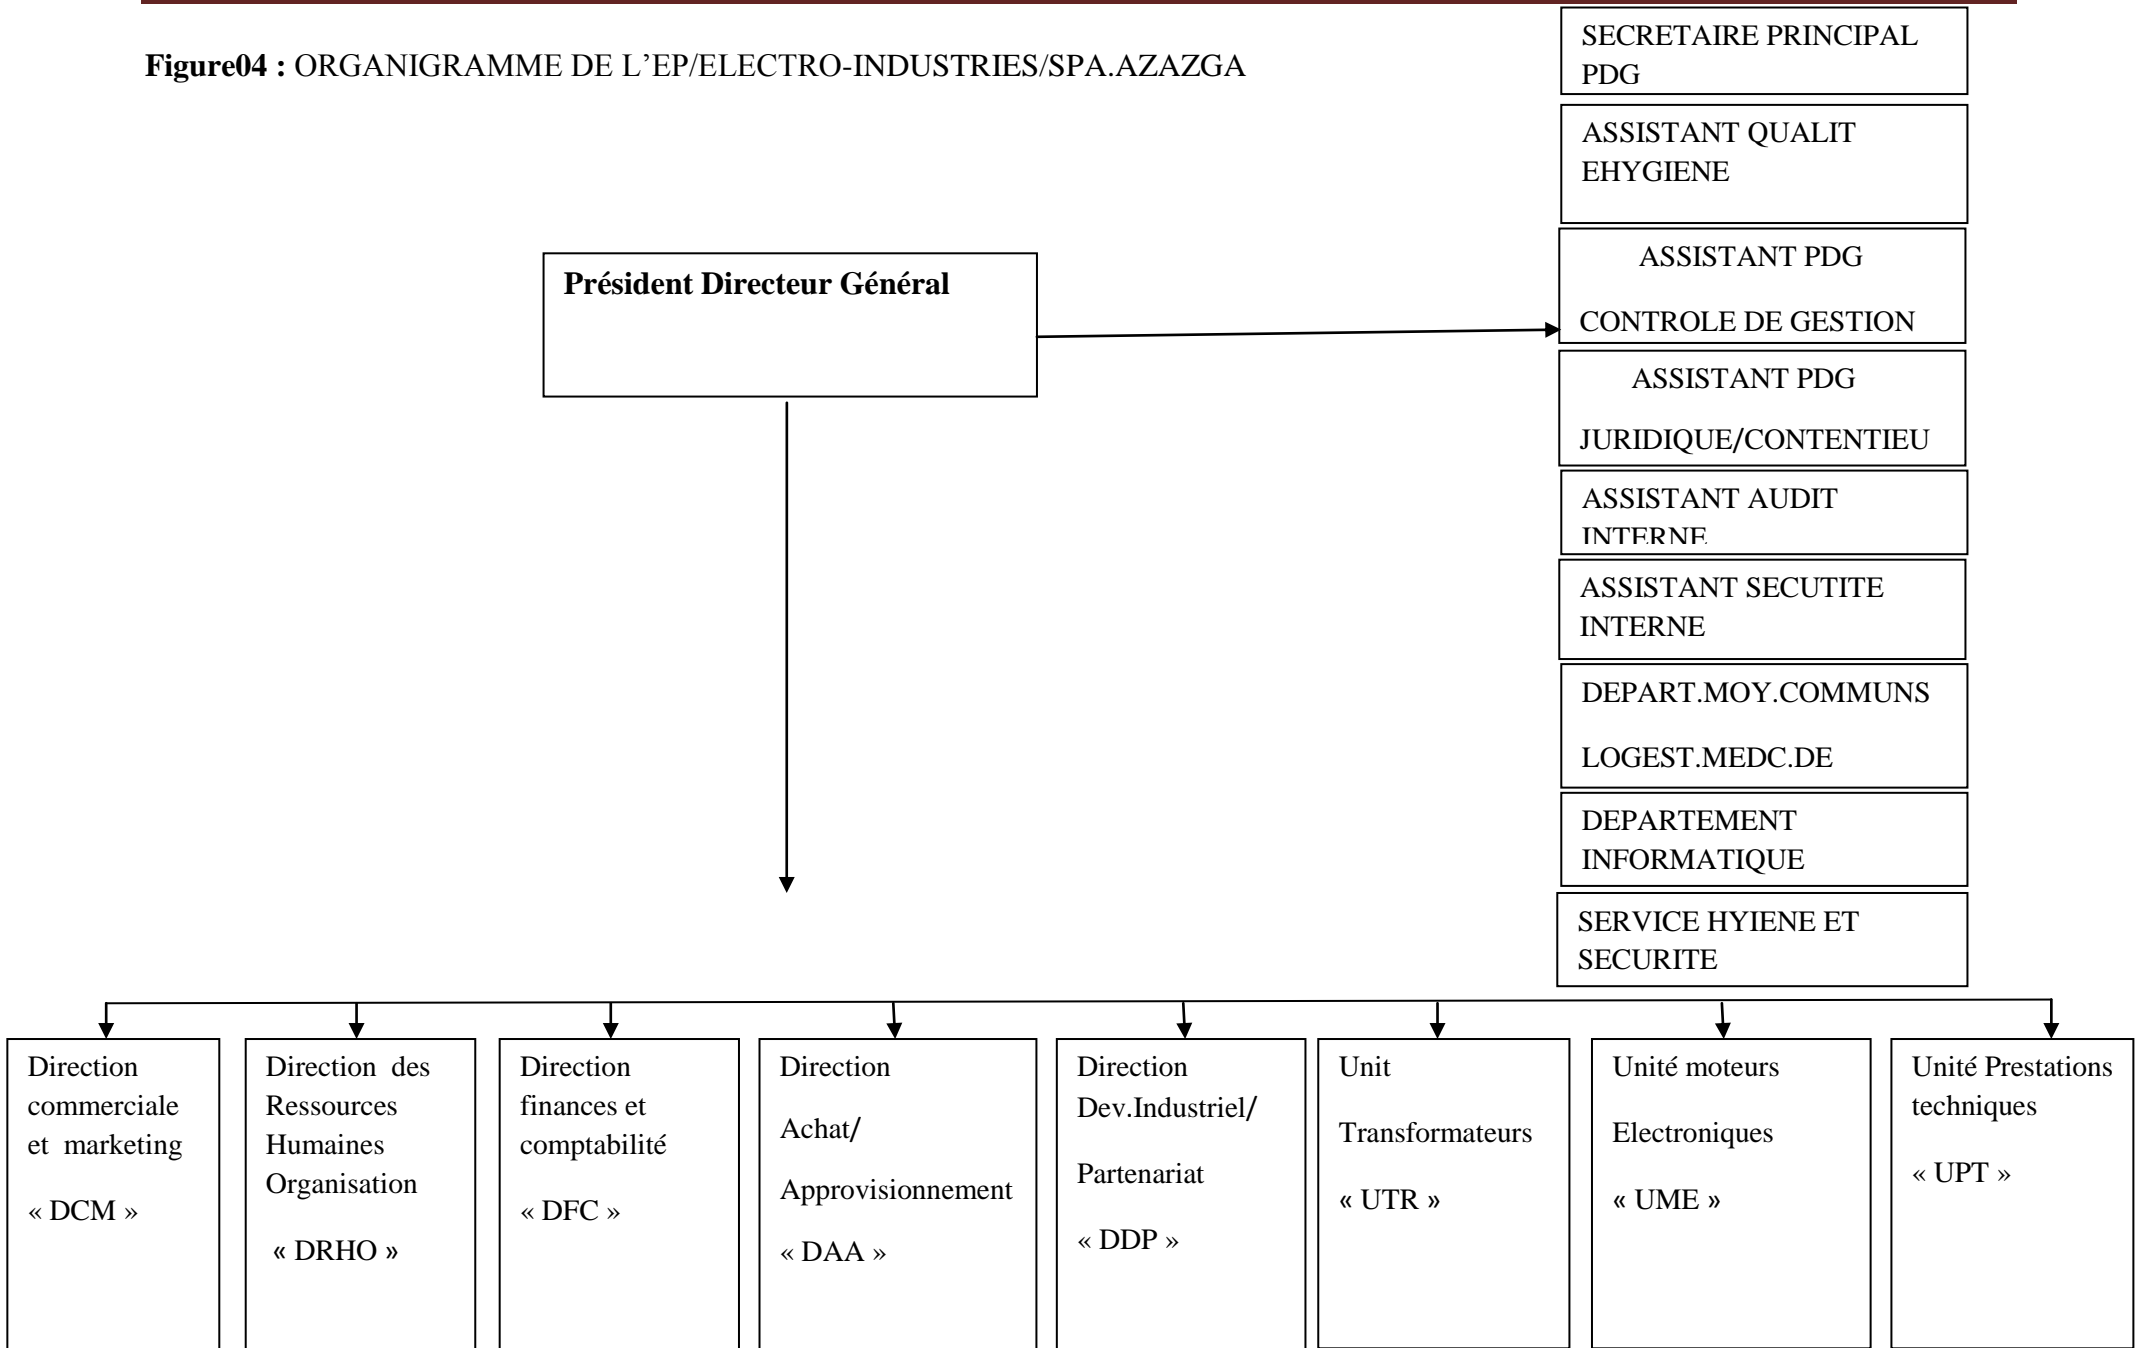 Figure04 : ORGANIGRAMME DE L’EP/ELECTRO-INDUSTRIES/SPA.AZAZGA
SECRETAIRE PRINCIPAL
PDG
ASSISTANT QUALIT
EHYGIENE
Président Directeur Général
ASSISTANT PDG
CONTROLE DE GESTION
ASSISTANT PDG
JURIDIQUE/CONTENTIEU
ASSISTANT AUDIT
INTERNE
ASSISTANT SECUTITE
INTERNE
DEPART.MOY.COMMUNS
LOGEST.MEDC.DE
DEPARTEMENT
INFORMATIQUE
SERVICE HYIENE ET
SECURITE
Direction
commerciale
et marketing
« DCM »
Direction des
Ressources
Humaines
Organisation
« DRHO »
Direction
finances et
comptabilité
« DFC »
Direction
Achat/
Approvisionnement
« DAA »
Direction
Dev.Industriel/
Partenariat
« DDP »
Unit
Transformateurs
« UTR »
Unité moteurs
Electroniques
« UME »
Unité Prestations
techniques
« UPT »